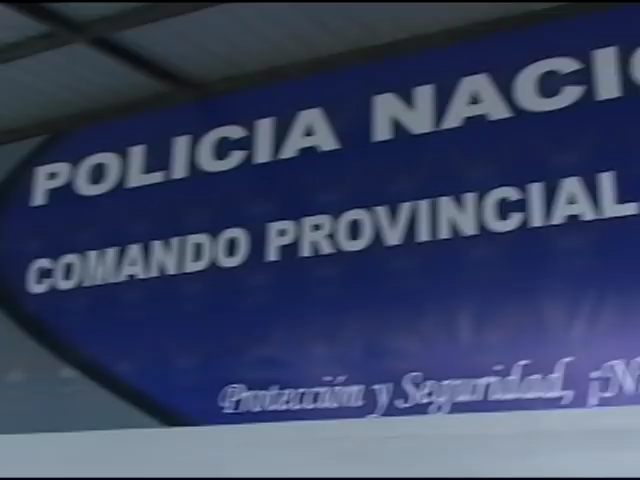 POLICIA NACIO
COMANDO PROVINCIAL
Protección y Seguridad, ¡N